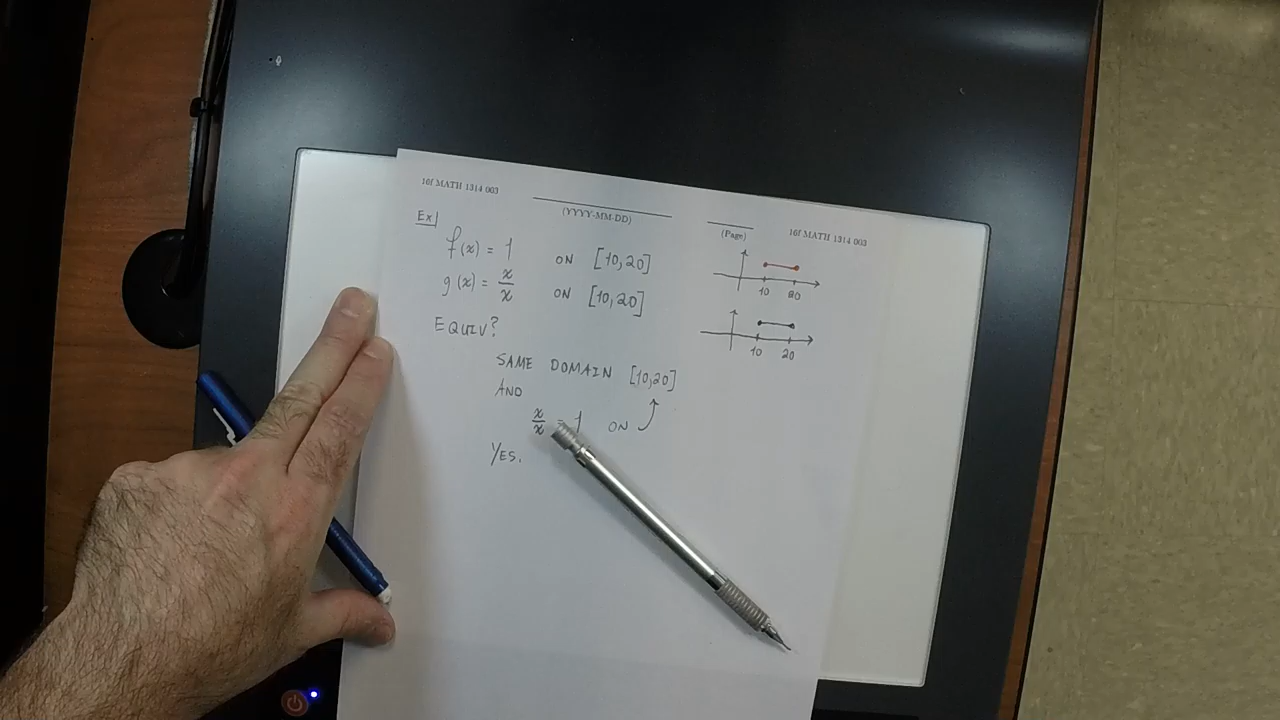 16f MATH 1314 003
(YYYY-MM-DD)
(Page)
16f MATH 1314 003
Ex|
f(x) = 1 ON [10,20]
g(x) = x/x ON [10,20]
10 20
10 20
EQUIV?
SAME DOMAIN [10,20]
AND
x/x = 1 ON
YES.